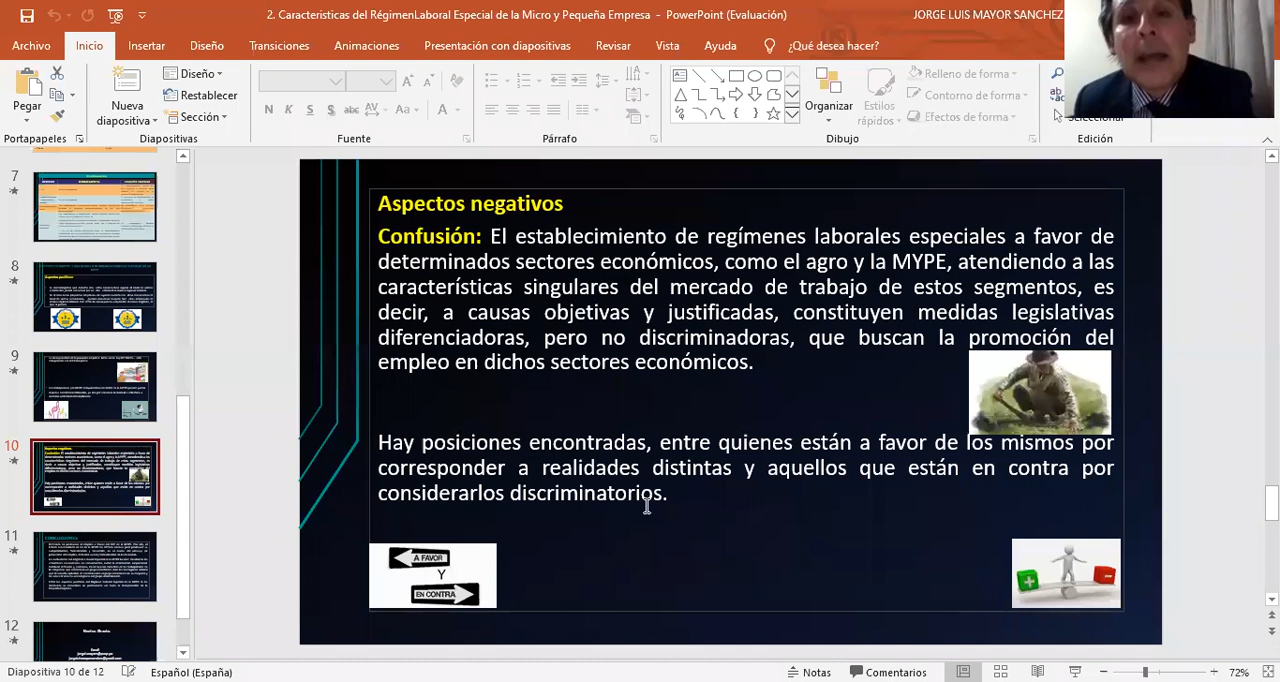 2. Caracteristicas del RégimenLaboral Especial de la Micro y Pequeña Empresa - PowerPoint (Evaluación)
JORGE LUIS MAYOR SANCHEZ
Archivo Inicio Insertar Diseño Transiciones Animaciones Presentación con diapositivas Revisar Vista Ayuda ¿Qué desea hacer?
Pegar
Portapapeles
Nueva
diapositiva
Diseño
Restablecer
Sección
Diapositivas
N K S S abc AV Aa A
Fuente
Párrafo
Organizar
Estilos
rápidos
Relleno de forma
Contorno de forma
Efectos de forma
Dibujo
Seleccionar
Edición
7
8
9
10
11
12
Aspectos negativos
Confusión: El establecimiento de regímenes laborales especiales a favor de
determinados sectores económicos, como el agro y la MYPE, atendiendo a las
características singulares del mercado de trabajo de estos segmentos, es
decir, a causas objetivas y justificadas, constituyen medidas legislativas
diferenciadoras, pero no discriminadoras, que buscan la promoción del
empleo en dichos sectores económicos.
Hay posiciones encontradas, entre quienes están a favor de los mismos por
corresponder a realidades distintas y aquellos que están en contra por
considerarlos discriminatorios.
A FAVOR
Y
EN CONTRA
Diapositiva 10 de 12 Español (España) Notas Comentarios 72%